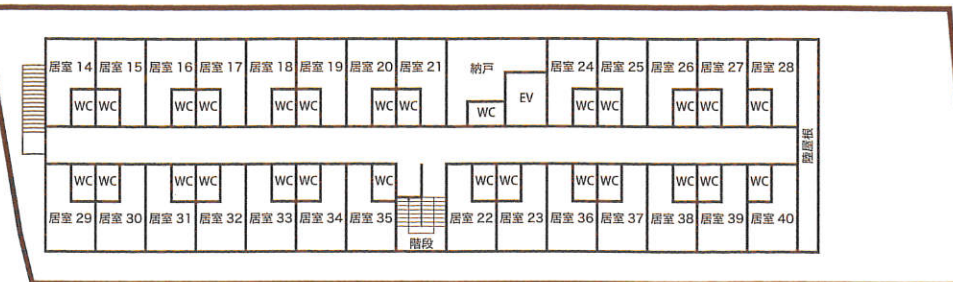 居室 14 居室 15 居室 16 居室 17 居室 18 居室 19 居室 20 居室 21 納戸 居室 24 居室 25 居室 26 居室 27 居室 28
WC WC WC WC WC WC WC WC WC EV WC WC WC WC WC
陸屋根
WC WC WC WC WC WC WC WC WC WC WC WC WC WC
居室 29 居室 30 居室 31 居室 32 居室 33 居室 34 居室 35 居室 22 居室 23 居室 36 居室 37 居室 38 居室 39 居室 40
階段